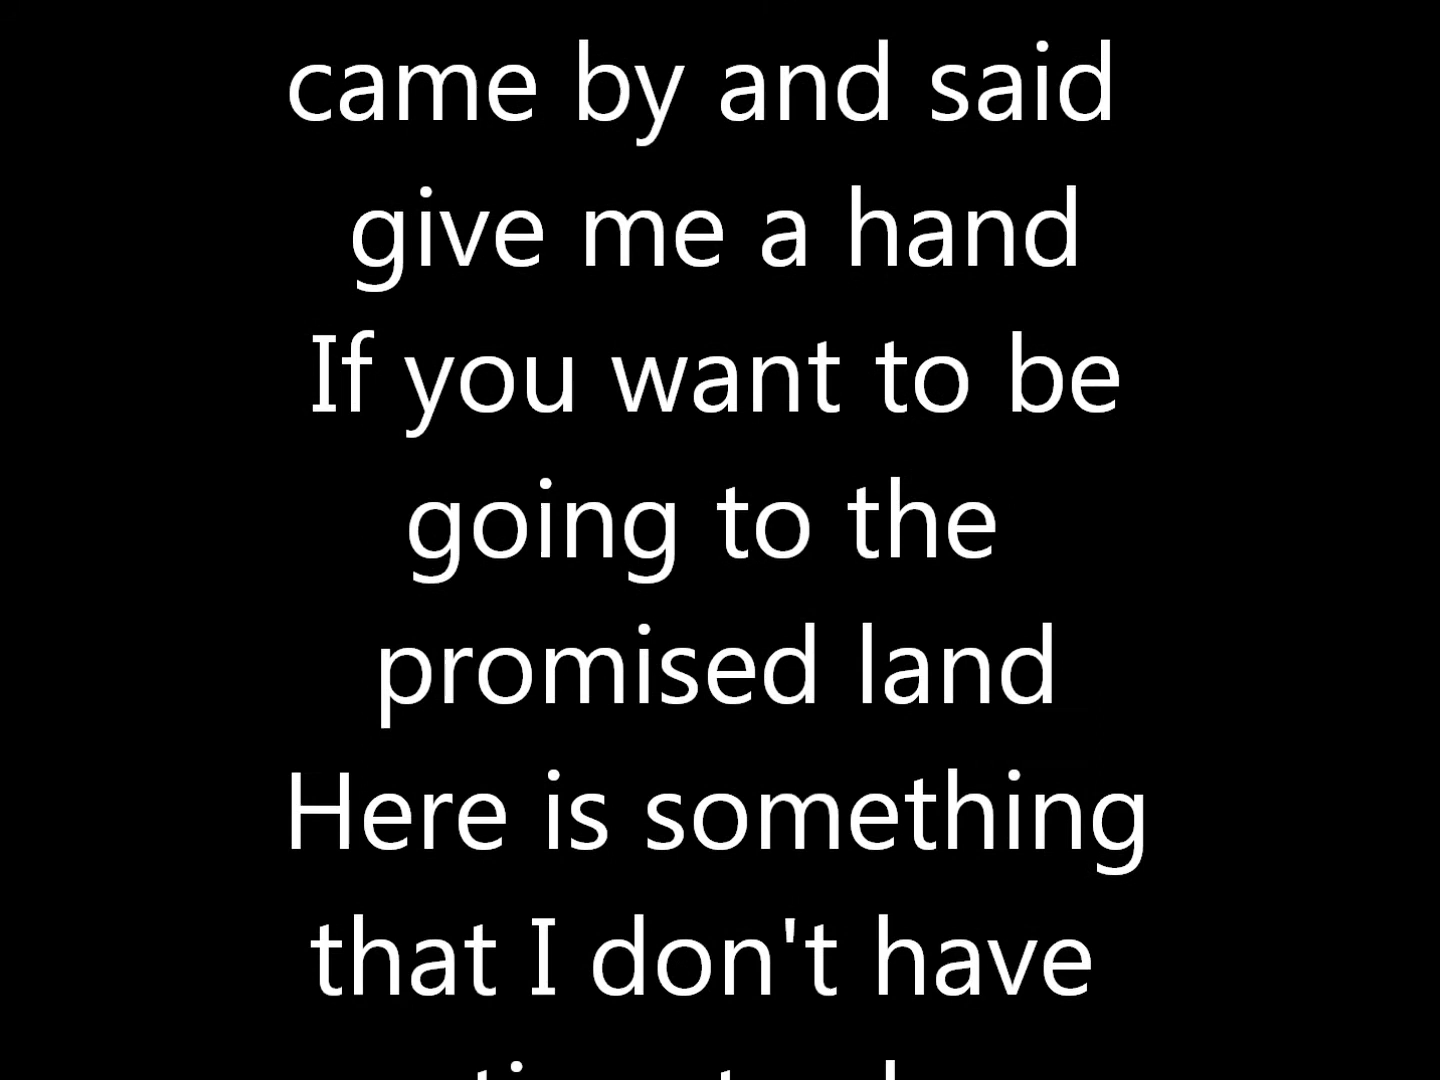 came by and said
give me a hand
If you want to be
going to the
promised land
Here is something
that I don't have